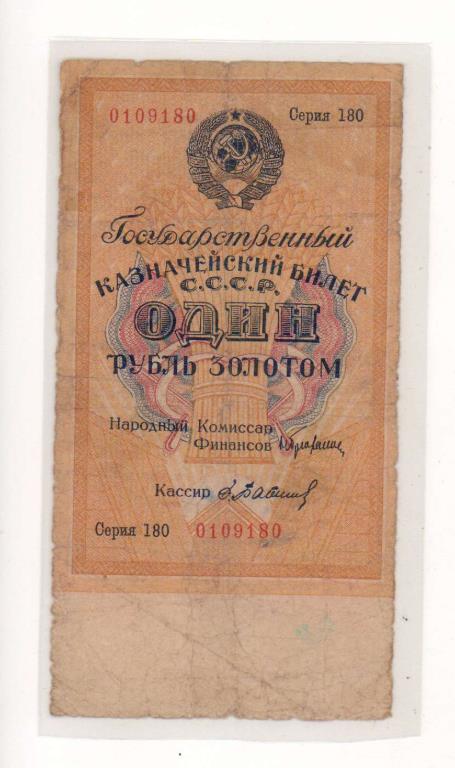 0109180 Серия 180
Государственный
КАЗНАЧЕЙСКИЙ БИЛЕТ
С.С.С.Р.
ОДИН
РУБЛЬ ЗОЛОТОМ
Народный Комиссар
Финансов
Кассир
Серия 180 0109180